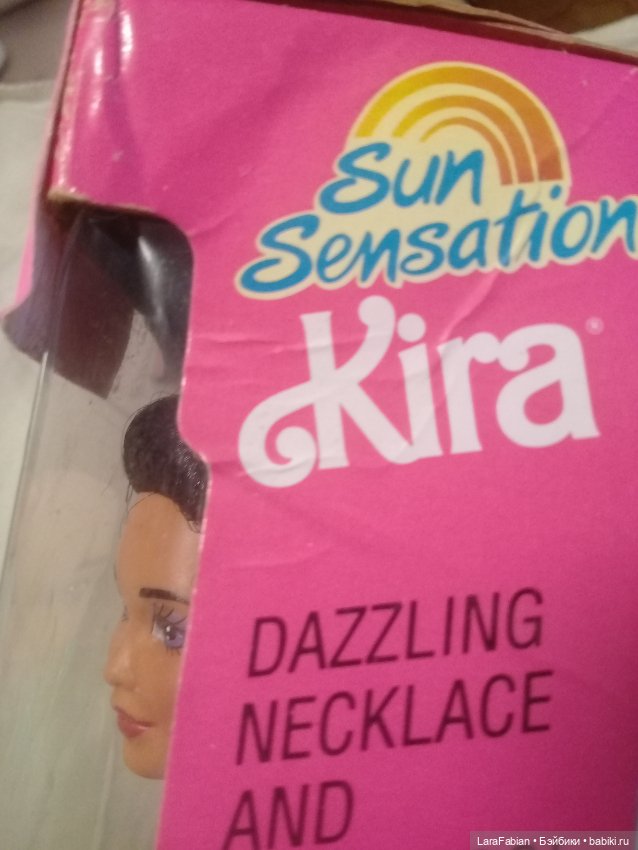 Sun
Sensation
Kira®
DAZZLING
NECKLACE
AND
LaraFabian • Бэйбики • babiki.ru